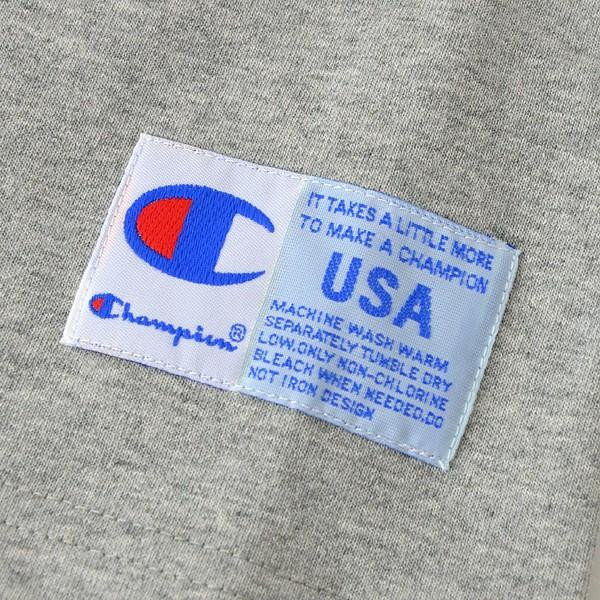 Champion®
IT TAKES A LITTLE MORE
TO MAKE A CHAMPION
USA
MACHINE WASH WARM
SEPARATELY TUMBLE DRY
LOW,ONLY NON-CHLORINE
BLEACH WHEN NEEDED,DO
NOT IRON DESIGN